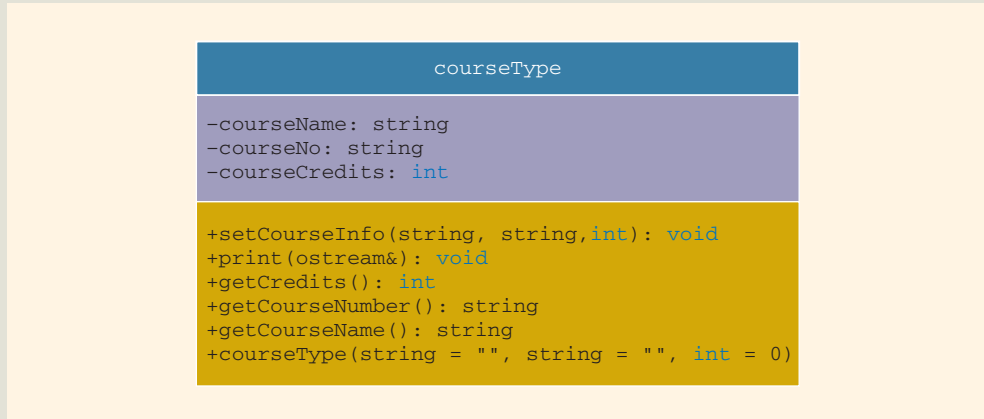 courseType
-courseName: string
-courseNo: string
-courseCredits: int
+setCourseInfo(string, string,int): void
+print(ostream&): void
+getCredits(): int
+getCourseNumber(): string
+getCourseName(): string
+courseType(string = "", string = "", int = 0)